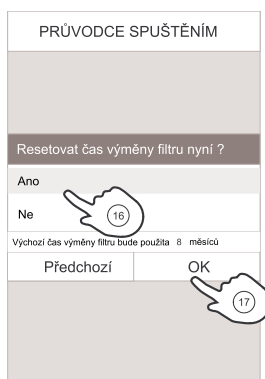 PRŮVODCE SPUŠTĚNÍM
Resetovat čas výměny filtru nyní ?
Ano
Ne
16
Výchozí čas výměny filtru bude použita 8 měsíců
Předchozí OK
17